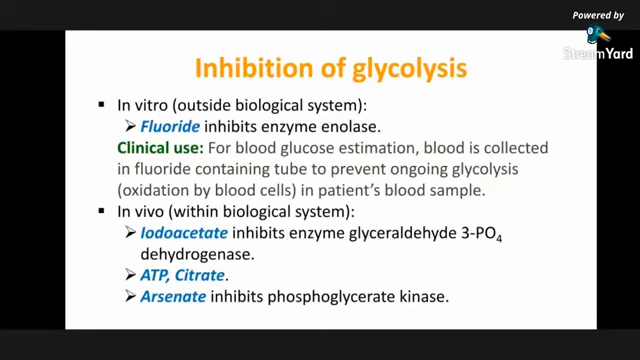 Powered by
StreamYard
Inhibition of glycolysis
▪ In vitro (outside biological system):
➢ Fluoride inhibits enzyme enolase.
Clinical use: For blood glucose estimation, blood is collected
in fluoride containing tube to prevent ongoing glycolysis
(oxidation by blood cells) in patient's blood sample.
▪ In vivo (within biological system):
➢ Iodoacetate inhibits enzyme glyceraldehyde 3-PO₄
dehydrogenase.
➢ ATP, Citrate.
➢ Arsenate inhibits phosphoglycerate kinase.